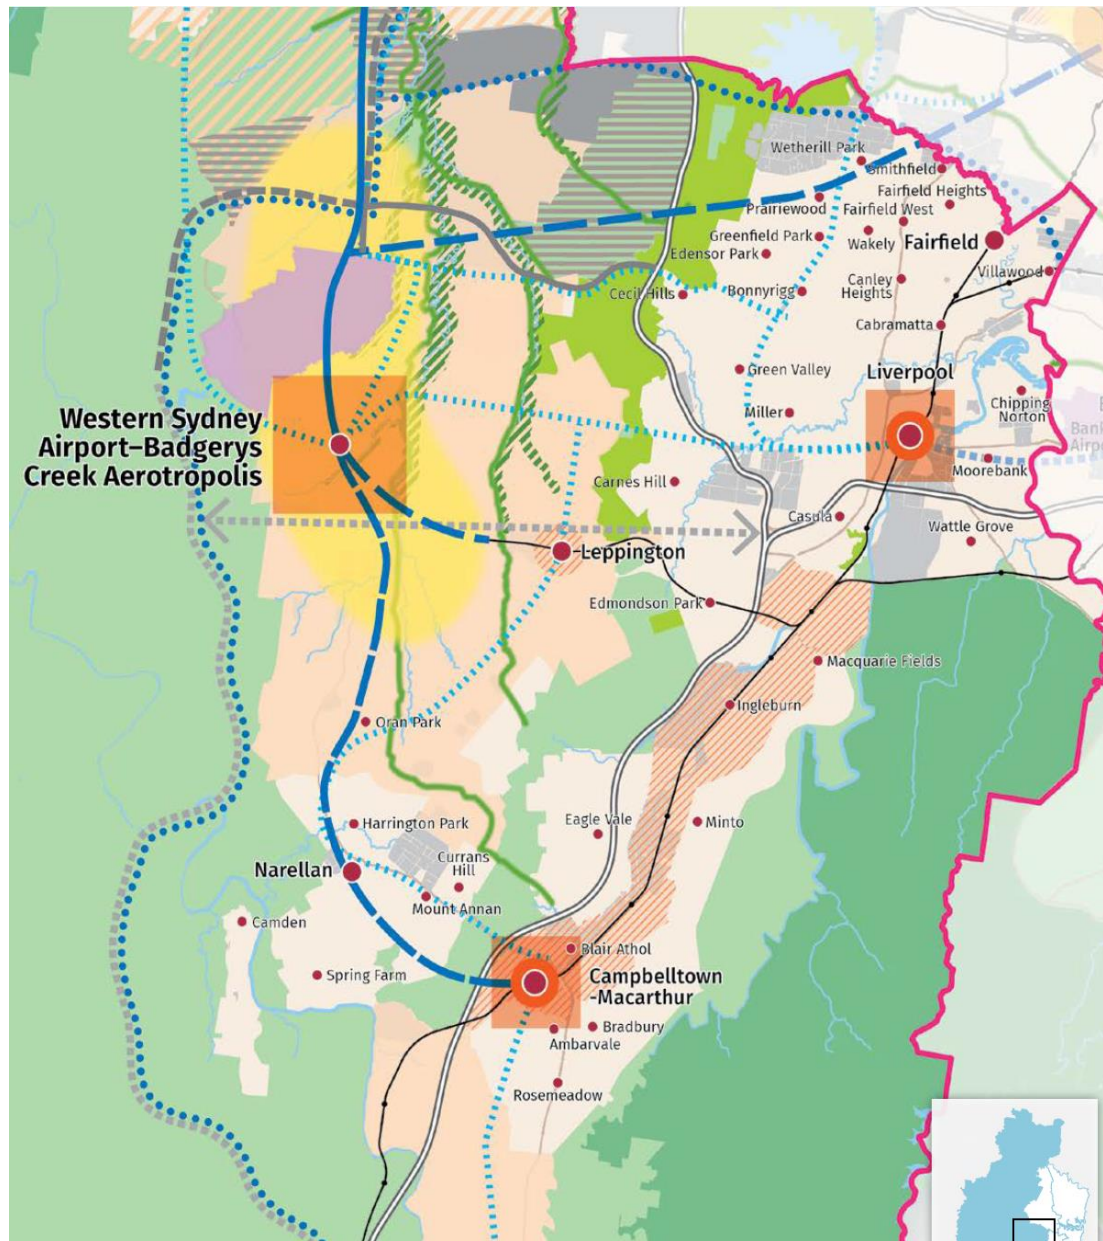 Wetherill Park
Smithfield
Fairfield Heights
Prairiewood
Fairfield West
Greenfield Park
Wakely
Fairfield
Edensor Park
Villawood
Cecil Hills
Bonnyrigg
Canley
Heights
Cabramatta
Green Valley
Liverpool
Western Sydney
Airport–Badgerys
Creek Aerotropolis
Miller
Chipping
Norton
Moorebank
Carnes Hill
Casula
Wattle Grove
Leppington
Edmondson Park
Macquarie Fields
Ingleburn
Oran Park
Harrington Park
Eagle Vale
Minto
Currans
Hill
Narellan
Mount Annan
Camden
Blair Athol
Spring Farm
Campbelltown
-Macarthur
Bradbury
Ambarvale
Rosemeadow